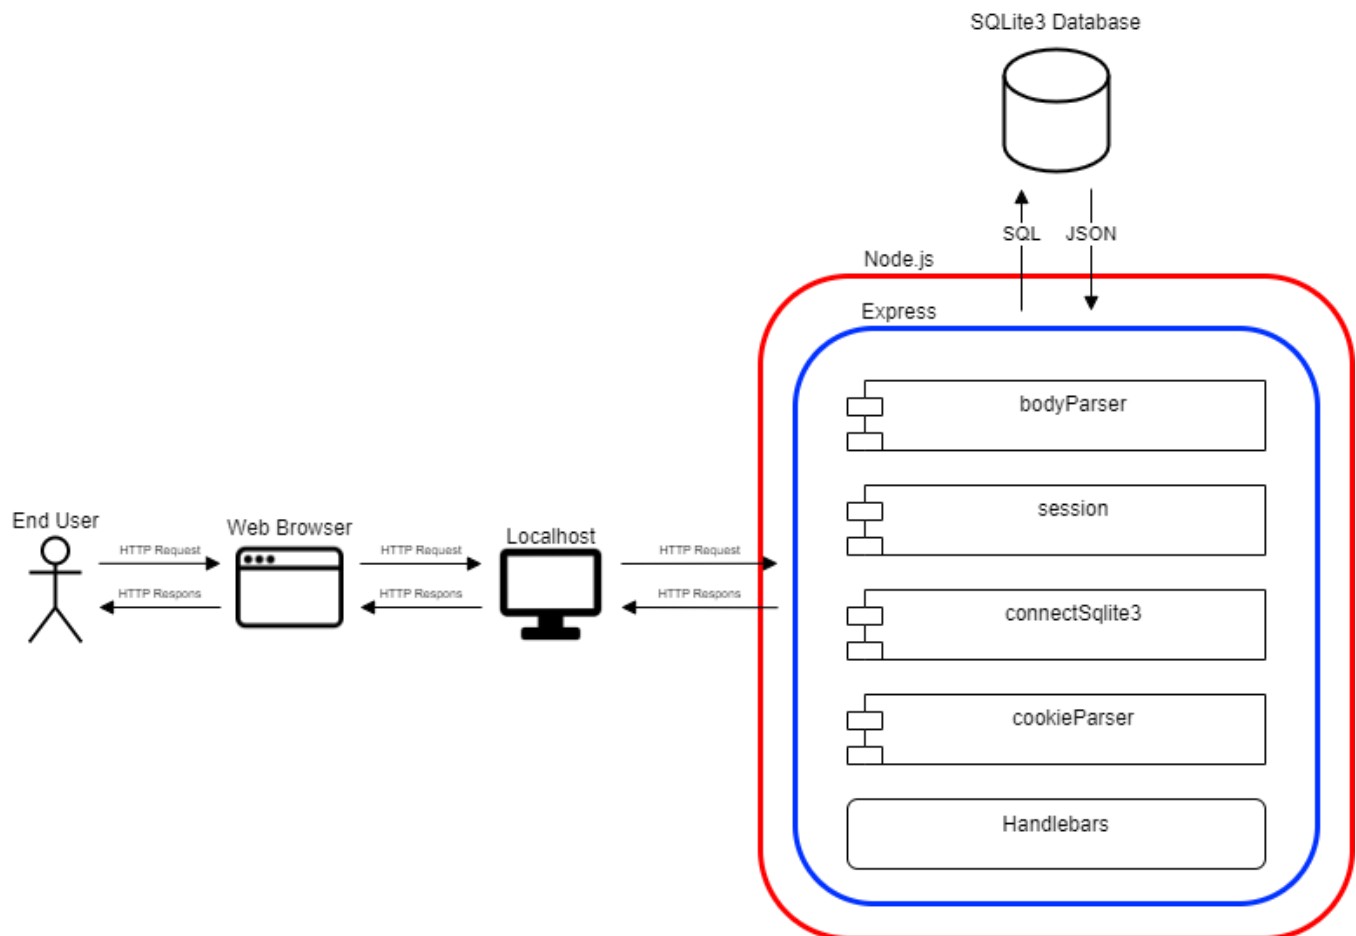 SQLite3 Database
SQL
JSON
Node.js
Express
bodyParser
session
connectSqlite3
cookieParser
Handlebars
End User
Web Browser
Localhost
HTTP Request
HTTP Respons
HTTP Request
HTTP Respons
HTTP Request
HTTP Respons